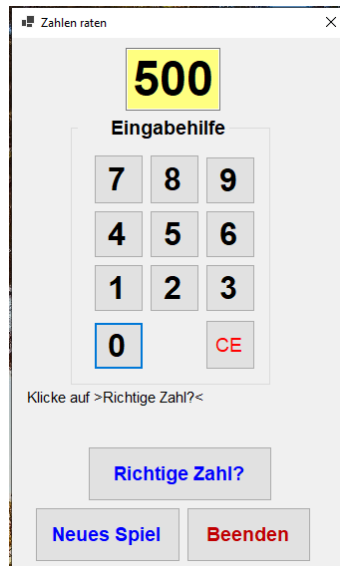 Zahlen raten
500
Eingabehilfe
7 8 9
4 5 6
1 2 3
0 CE
Klicke auf >Richtige Zahl?<
Richtige Zahl?
Neues Spiel Beenden